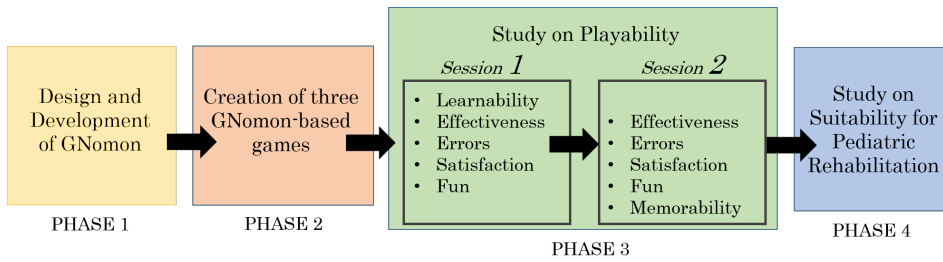 Design and
Development
of GNomon
PHASE 1
Creation of three
GNomon-based
games
PHASE 2
Study on Playability
Session 1
• Learnability
• Effectiveness
• Errors
• Satisfaction
• Fun
Session 2
• Effectiveness
• Errors
• Satisfaction
• Fun
• Memorability
PHASE 3
Study on
Suitability for
Pediatric
Rehabilitation
PHASE 4